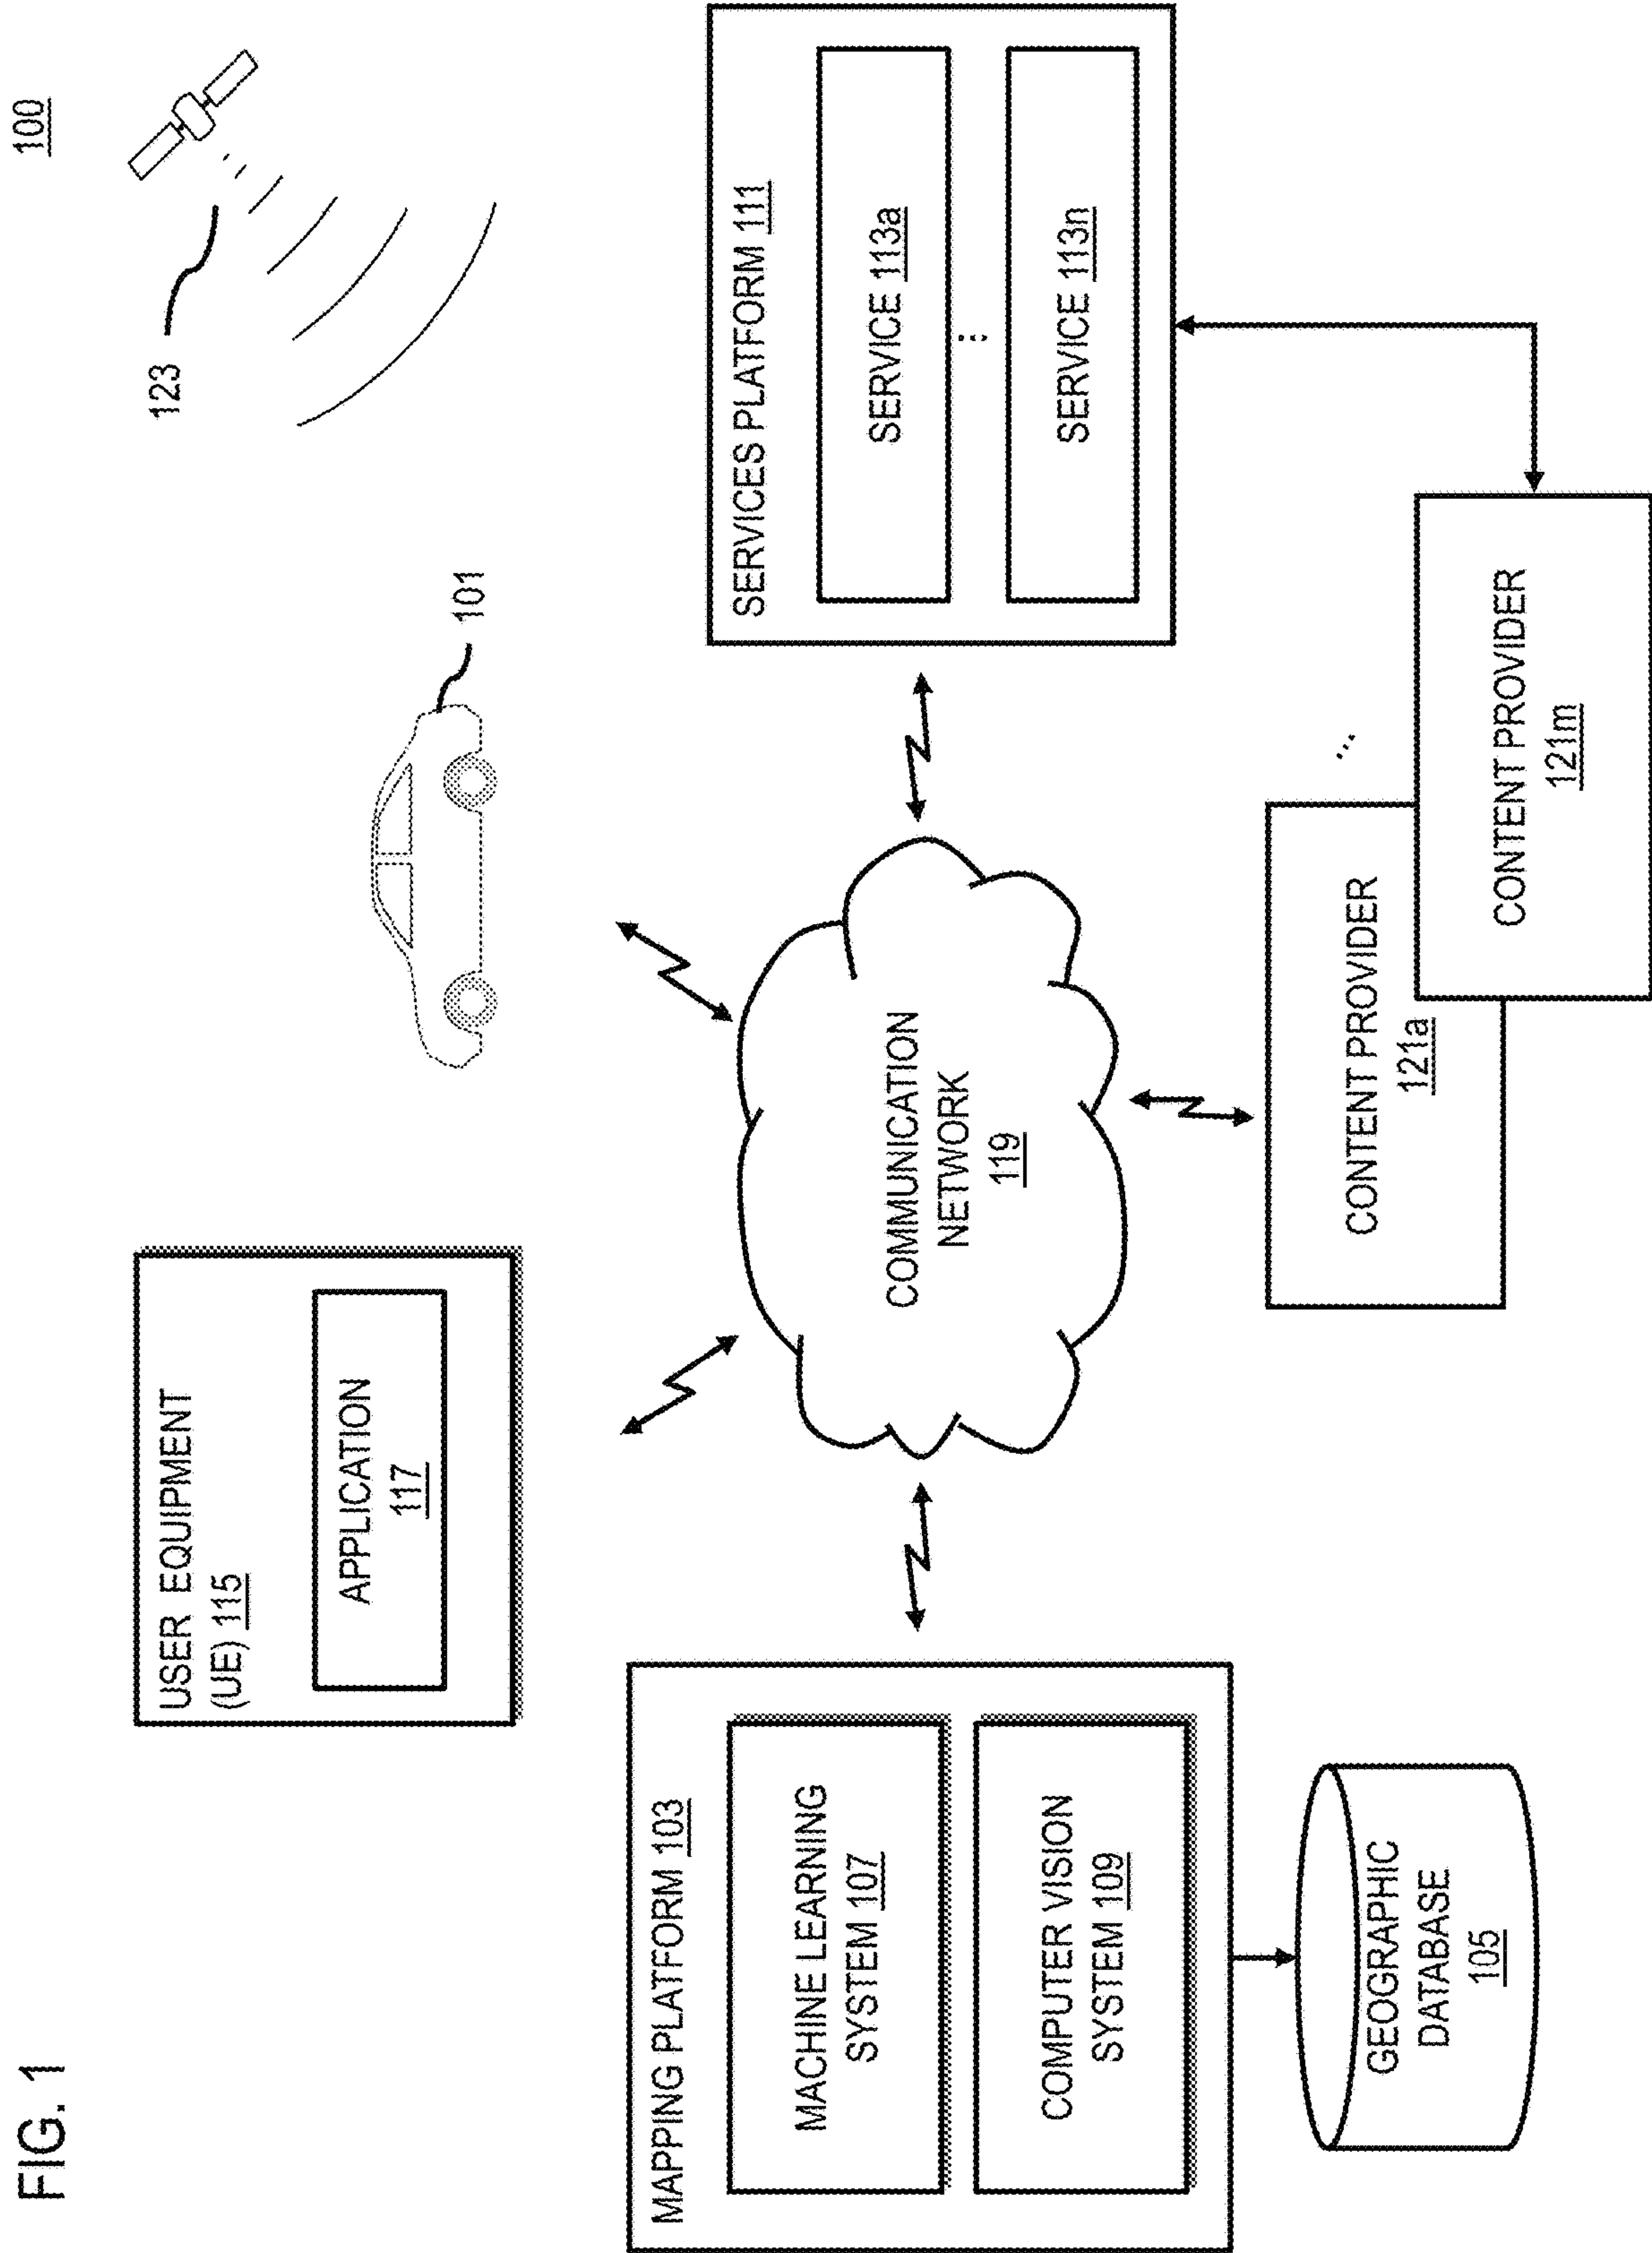 FIG. 1
100
USER EQUIPMENT
(UE) 115
APPLICATION
117
101
123
MAPPING PLATFORM 103
MACHINE LEARNING
SYSTEM 107
COMPUTER VISION
SYSTEM 109
GEOGRAPHIC
DATABASE
105
COMMUNICATION
NETWORK
119
SERVICES PLATFORM 111
SERVICE 113a
...
SERVICE 113n
CONTENT PROVIDER
121a
...
CONTENT PROVIDER
121m